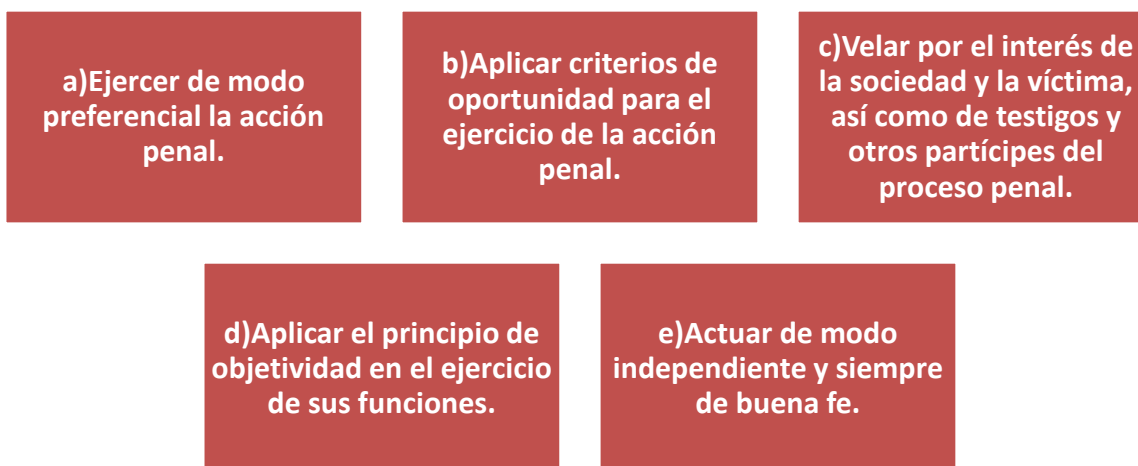 a)Ejercer de modo
preferencial la acción
penal.
b)Aplicar criterios de
oportunidad para el
ejercicio de la acción
penal.
c)Velar por el interés de
la sociedad y la víctima,
así como de testigos y
otros partícipes del
proceso penal.
d)Aplicar el principio de
objetividad en el ejercicio
de sus funciones.
e)Actuar de modo
independiente y siempre
de buena fe.